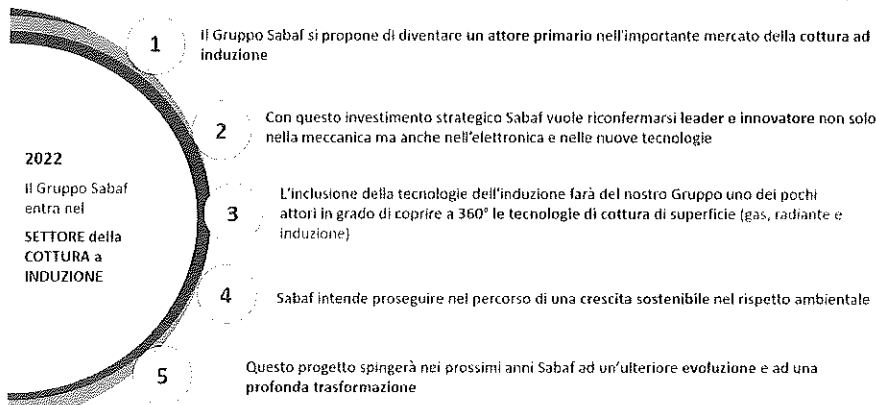 2022
Il Gruppo Sabaf
entra nel
SETTORE della
COTTURA a
INDUZIONE
1
Il Gruppo Sabaf si propone di diventare un attore primario nell'importante mercato della cottura ad
induzione
2
Con questo investimento strategico Sabaf vuole riconfermarsi leader e innovatore non solo
nella meccanica ma anche nell'elettronica e nelle nuove tecnologie
3
L'inclusione della tecnologie dell'induzione farà del nostro Gruppo uno dei pochi
attori in grado di coprire a 360° le tecnologie di cottura di superficie (gas, radiante e
induzione)
4
Sabaf intende proseguire nel percorso di una crescita sostenibile nel rispetto ambientale
5
Questo progetto spingerà nei prossimi anni Sabaf ad un'ulteriore evoluzione e ad una
profonda trasformazione